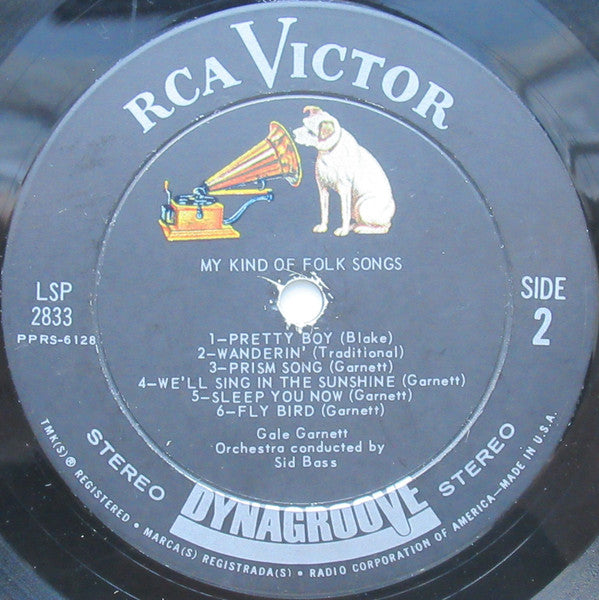 RCA VICTOR
MY KIND OF FOLK SONGS
LSP
2833
PPRS-6128
SIDE
2
1—PRETTY BOY (Blake)
2—WANDERIN' (Traditional)
3—PRISM SONG (Garnett)
4—WE'LL SING IN THE SUNSHINE (Garnett)
5—SLEEP YOU NOW (Garnett)
6—FLY BIRD (Garnett)
Gale Garnett
Orchestra conducted by
Sid Bass
STEREO
DYNAGROOVE
STEREO
TMK(S) ® REGISTERED • MARCA(S) REGISTRADA(S) • RADIO CORPORATION OF AMERICA—MADE IN U.S.A.